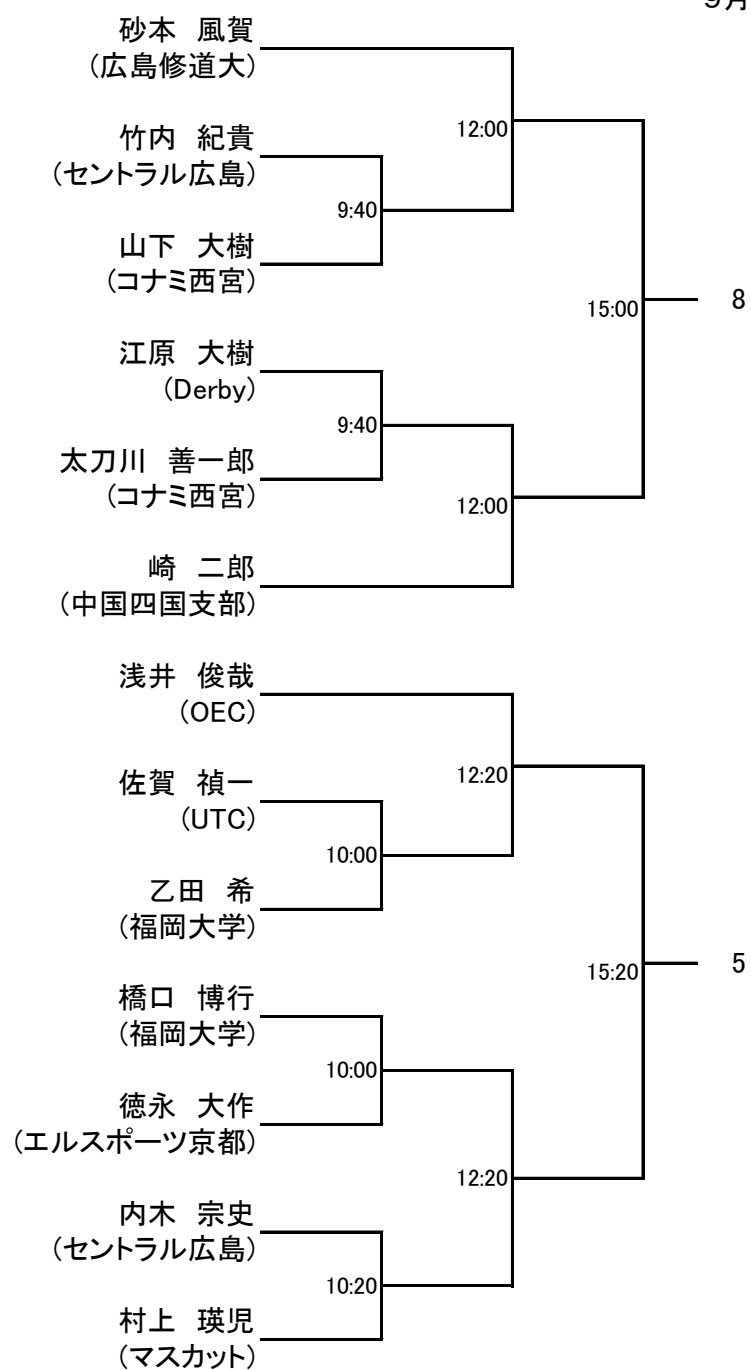 9月
砂本　風賀
(広島修道大)
12:00
竹内　紀貴
(セントラル広島)
9:40
山下　大樹
(コナミ西宮)
15:00
8
江原　大樹
(Derby)
9:40
太刀川　善一郎
(コナミ西宮)
12:00
崎　二郎
(中国四国支部)
浅井　俊哉
(OEC)
12:20
佐賀　禎一
(UTC)
10:00
乙田　希
(福岡大学)
15:20
5
橋口　博行
(福岡大学)
10:00
徳永　大作
(エルスポーツ京都)
12:20
内木　宗史
(セントラル広島)
10:20
村上　瑛児
(マスカット)